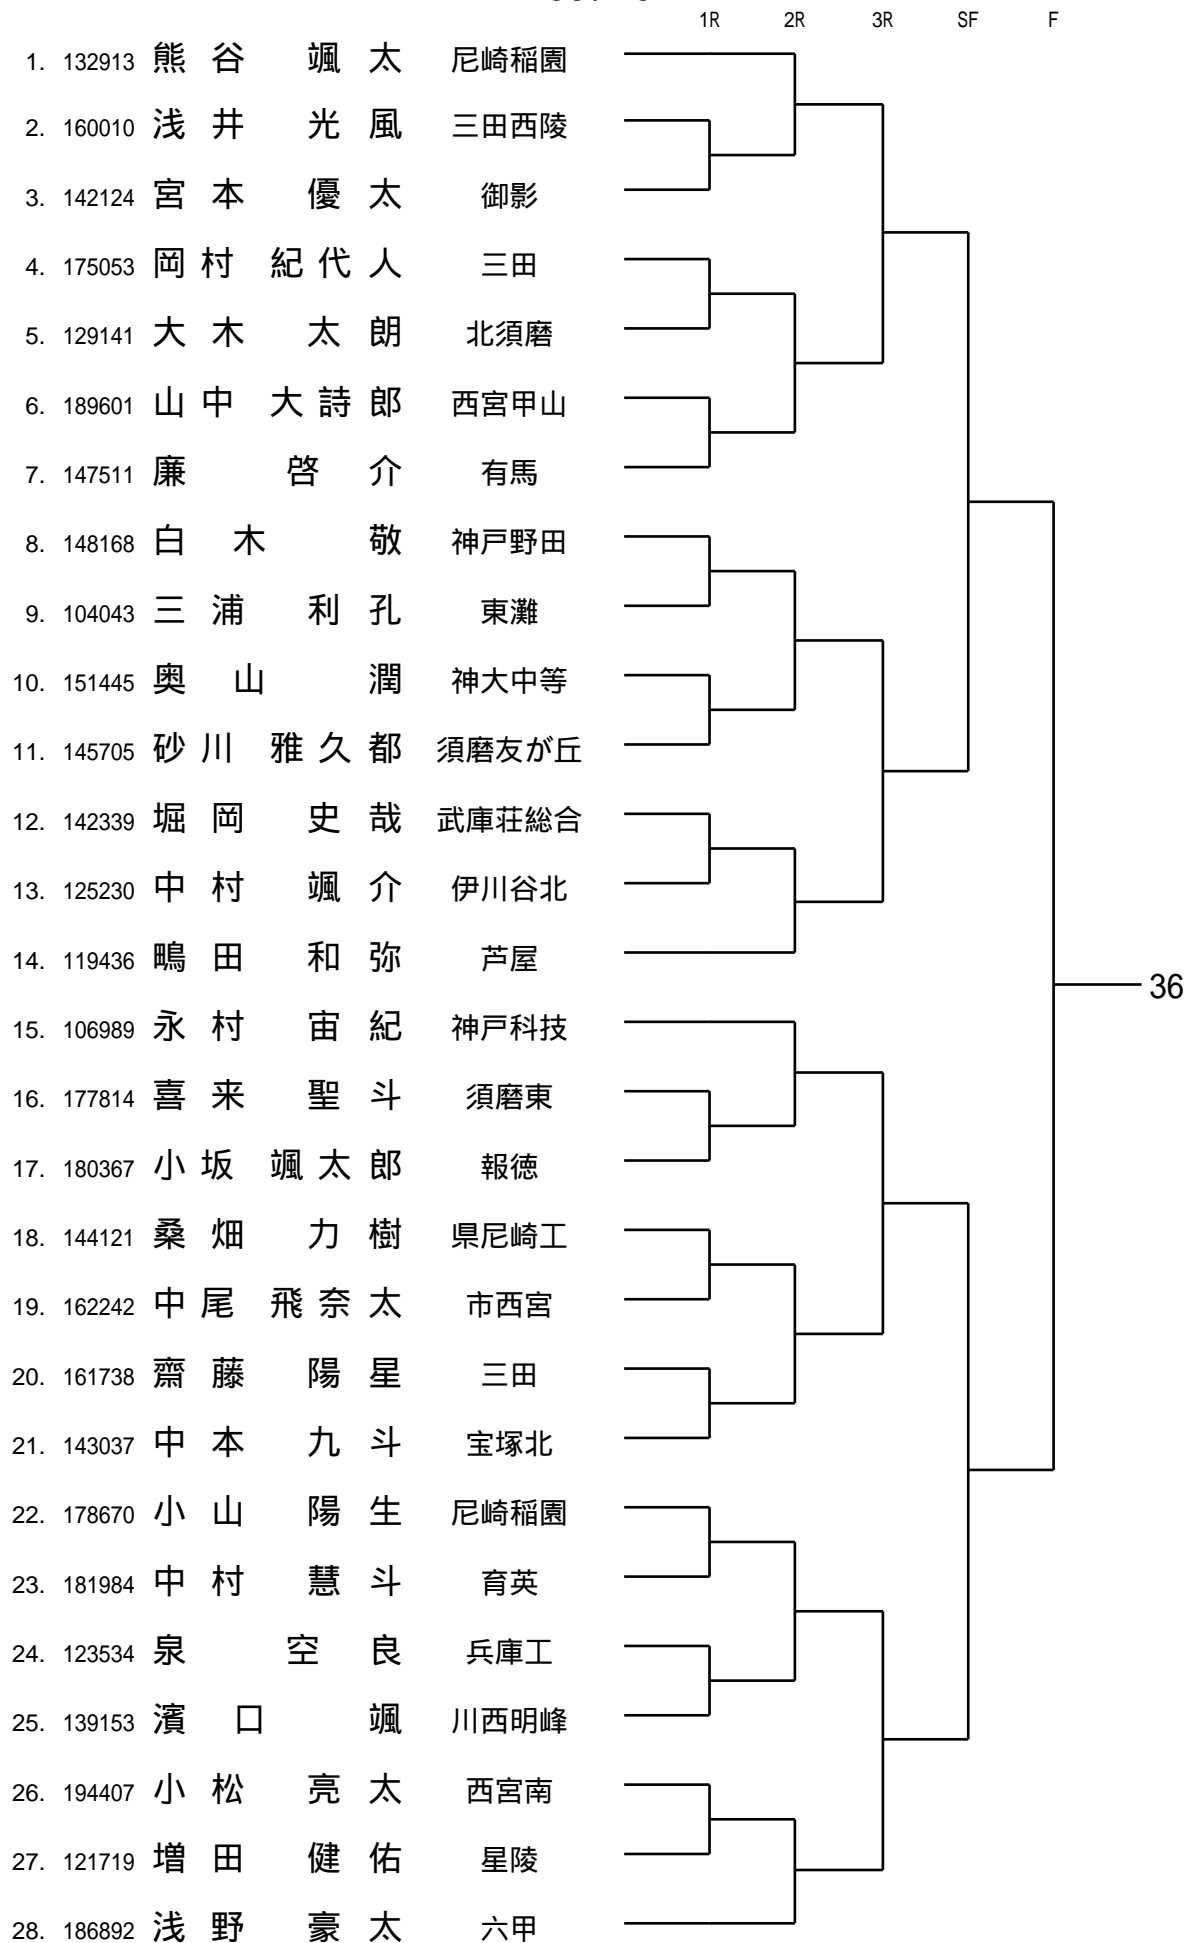 1R 2R 3R SF F
1. 132913 熊谷 颯太 尼崎稲園
2. 160010 浅井 光風 三田西陵
3. 142124 宮本 優太 御影
4. 175053 岡村 紀代人 三田
5. 129141 大木 太朗 北須磨
6. 189601 山中 大詩郎 西宮甲山
7. 147511 廉 啓介 有馬
8. 148168 白木 敬 神戸野田
9. 104043 三浦 利孔 東灘
10. 151445 奥山 潤 神大中等
11. 145705 砂川 雅久都 須磨友が丘
12. 142339 堀岡 史哉 武庫荘総合
13. 125230 中村 颯介 伊川谷北
14. 119436 鴫田 和弥 芦屋
36
15. 106989 永村 宙紀 神戸科技
16. 177814 喜来 聖斗 須磨東
17. 180367 小坂 颯太郎 報徳
18. 144121 桑畑 力樹 県尼崎工
19. 162242 中尾 飛奈太 市西宮
20. 161738 齋藤 陽星 三田
21. 143037 中本 九斗 宝塚北
22. 178670 小山 陽生 尼崎稲園
23. 181984 中村 慧斗 育英
24. 123534 泉 空良 兵庫工
25. 139153 濱口 颯 川西明峰
26. 194407 小松 亮太 西宮南
27. 121719 増田 健佑 星陵
28. 186892 浅野 豪太 六甲